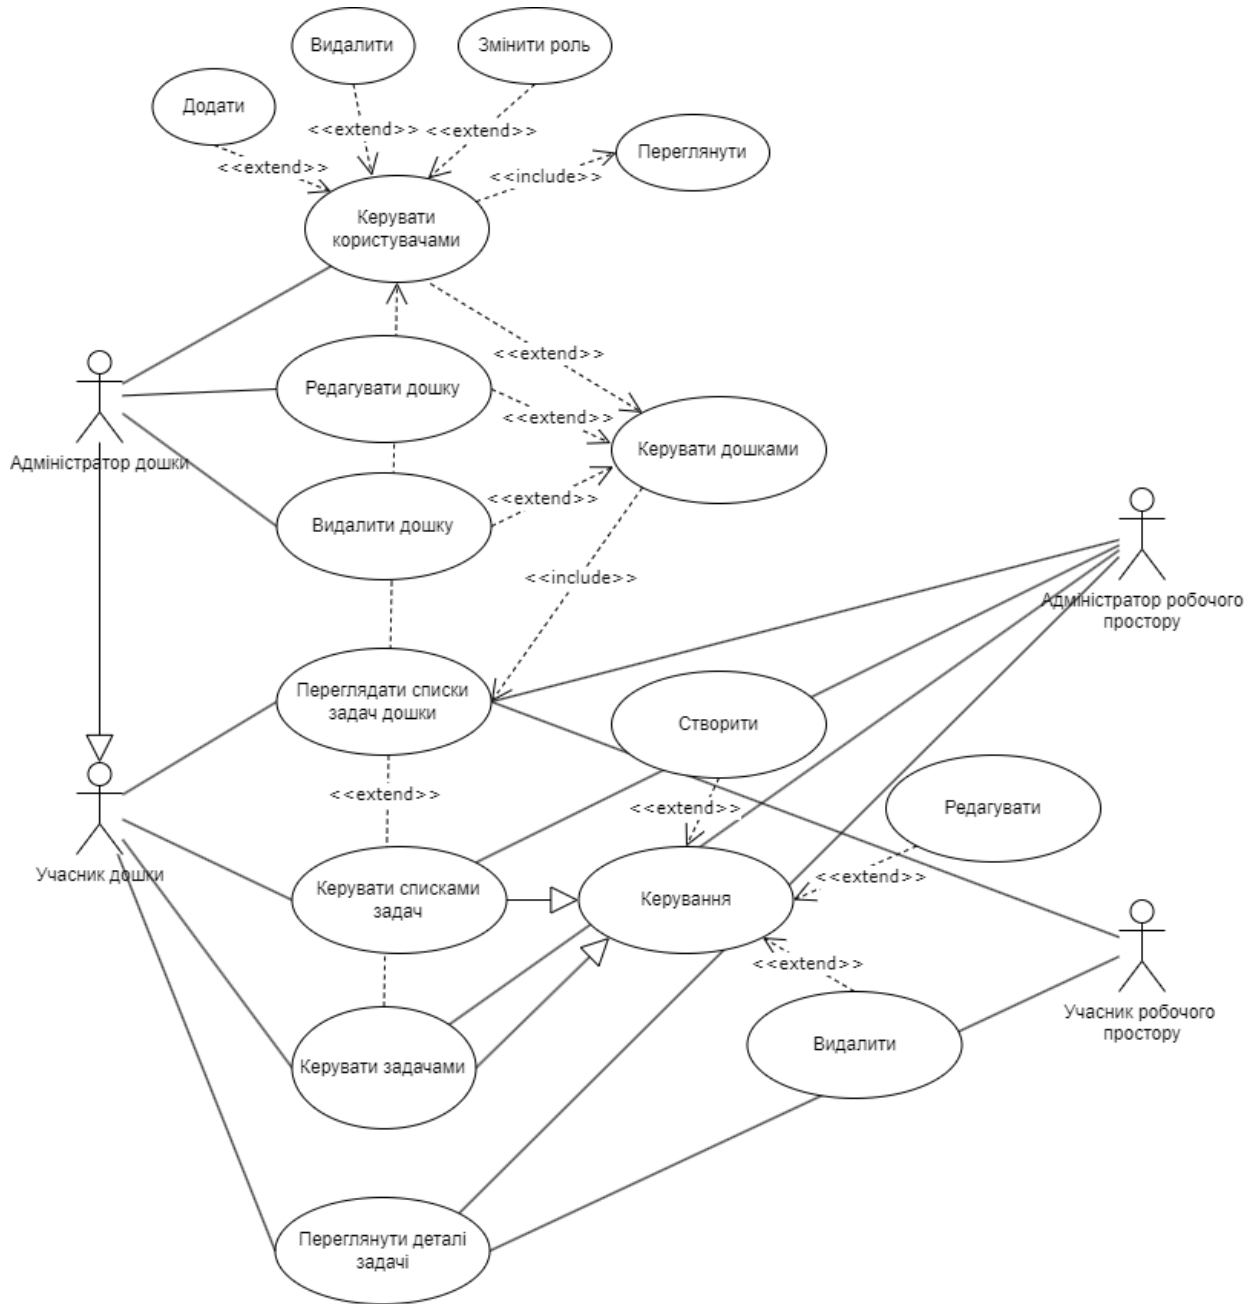 Видалити
Змінити роль
Додати
<<extend>>
<<extend>>
Переглянути
<<extend>>
<<include>>
Керувати
користувачами
<<extend>>
Редагувати дошку
<<extend>>
Керувати дошками
Адміністратор дошки
<<extend>>
Видалити дошку
<<include>>
Адміністратор робочого
простору
Переглядати списки
задач дошки
Створити
<<extend>>
<<extend>>
Редагувати
Учасник дошки
<<extend>>
Керувати списками
задач
Керування
<<extend>>
Учасник робочого
простору
Видалити
Керувати задачами
Переглянути деталі
задачі